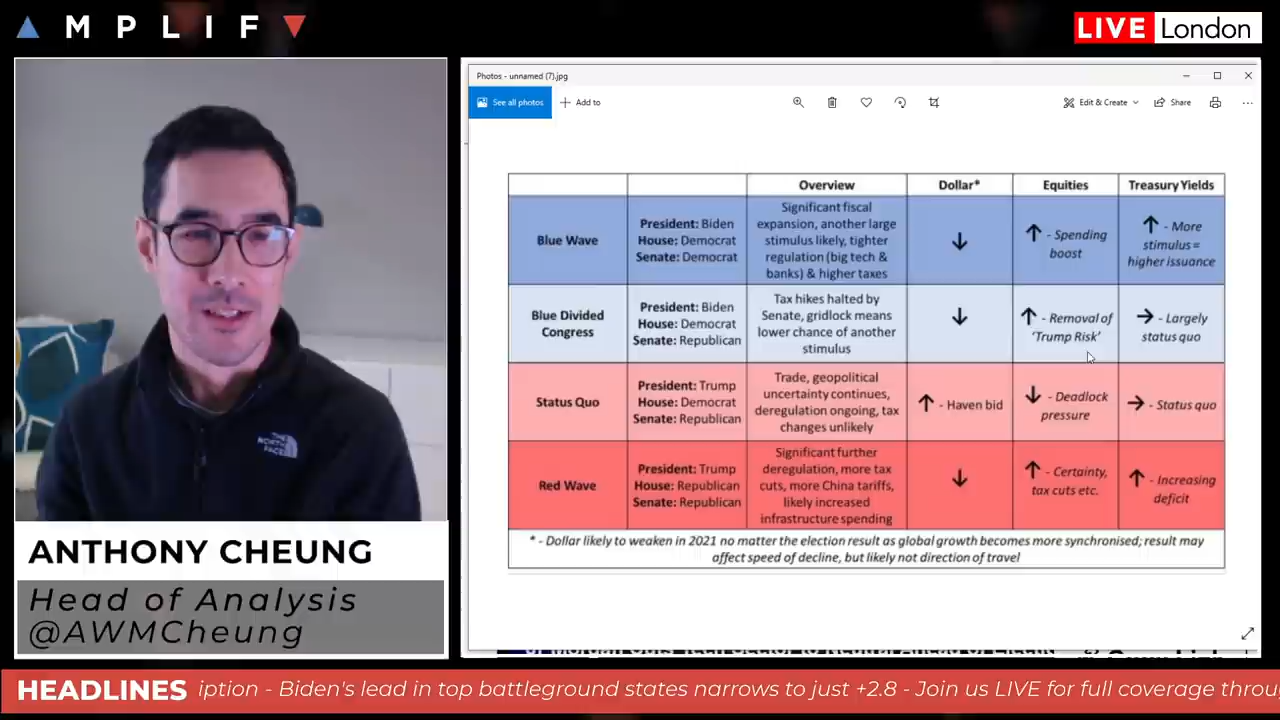 AMPLIFY
LIVE London
Photos - unnamed (7).jpg
See all photos
Add to
Edit & Create
Share
Overview
Dollar*
Equities
Treasury Yields
Blue Wave
President: Biden
House: Democrat
Senate: Democrat
Significant fiscal
expansion, another large
stimulus likely, tighter
regulation (big tech &
banks) & higher taxes
↓
↑ - Spending
boost
↑ - More
stimulus =
higher issuance
Blue Divided
Congress
President: Biden
House: Democrat
Senate: Republican
Tax hikes halted by
Senate, gridlock means
lower chance of another
stimulus
↓
↑ - Removal of
‘Trump Risk’
→ - Largely
status quo
Status Quo
President: Trump
House: Democrat
Senate: Republican
Trade, geopolitical
uncertainty continues,
deregulation ongoing, tax
changes unlikely
↑ - Haven bid
↓ - Deadlock
pressure
→ - Status quo
Red Wave
President: Trump
House: Republican
Senate: Republican
Significant further
deregulation, more tax
cuts, more China tariffs,
likely increased
infrastructure spending
↓
↑ - Certainty,
tax cuts etc.
↑ - Increasing
deficit
* - Dollar likely to weaken in 2021 no matter the election result as global growth becomes more synchronised; result may
affect speed of decline, but likely not direction of travel
THE
NORTH
FACE
ANTHONY CHEUNG
Head of Analysis
@AWMCheung
HEADLINES iption - Biden's lead in top battleground states narrows to just +2.8 - Join us LIVE for full coverage throu